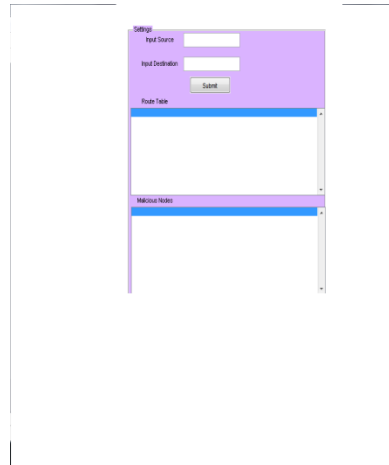 Settings
Input Source
Input Destination
Submit
Route Table
Malicious Nodes